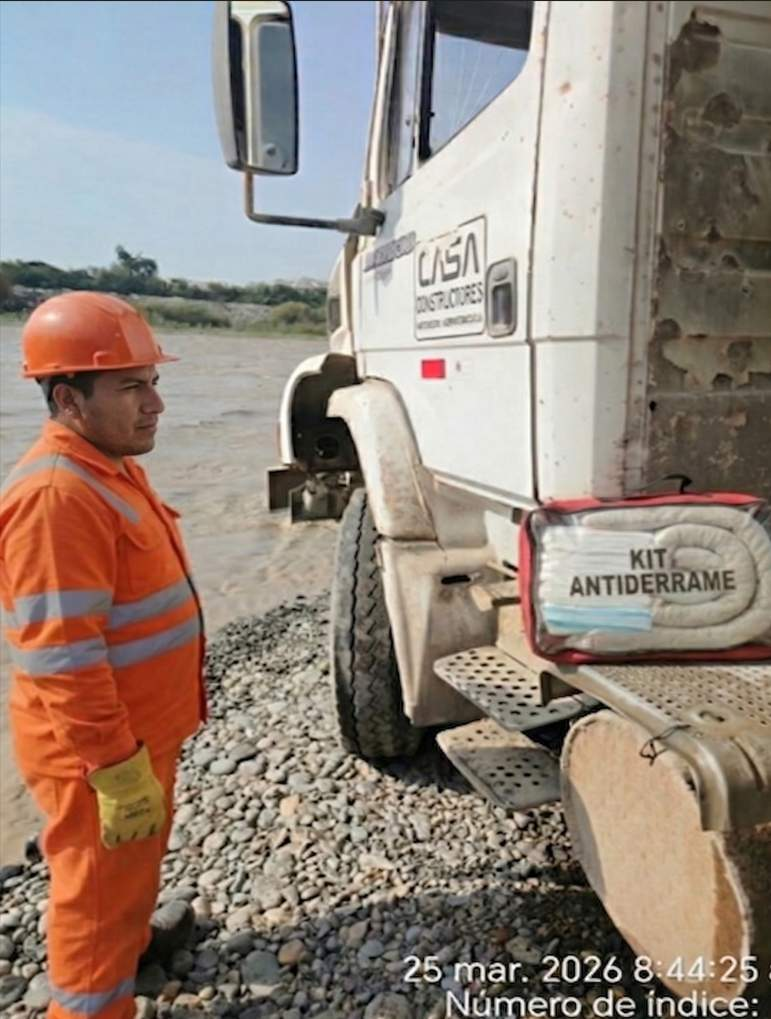 CASA
CONSTRUCTORES
KIT
ANTIDERRAME
25 mar. 2026 8:44:25
Número de índice: